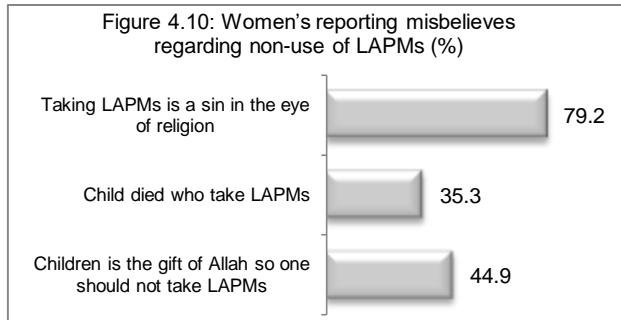 Figure 4.10: Women’s reporting misbelieves
regarding non-use of LAPMs (%)
Taking LAPMs is a sin in the eye
of religion
79.2
Child died who take LAPMs
35.3
Children is the gift of Allah so one
should not take LAPMs
44.9